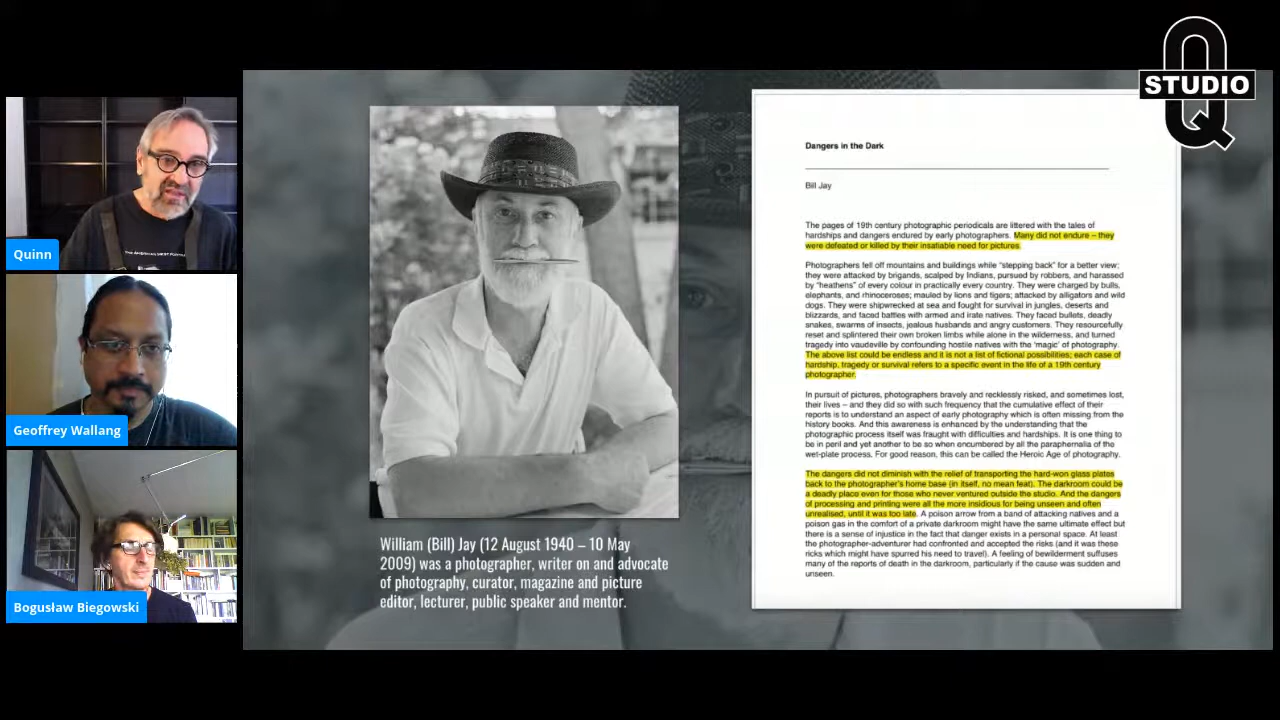 STUDIO
Q
THE AMERICAN WEST PORTRAITS
Quinn
Geoffrey Wallang
Bogusław Biegowski
William (Bill) Jay (12 August 1940 – 10 May
2009) was a photographer, writer on and advocate
of photography, curator, magazine and picture
editor, lecturer, public speaker and mentor.
Dangers in the Dark
Bill Jay
The pages of 19th century photographic periodicals are littered with the tales of
hardships and dangers endured by early photographers. Many did not endure – they
were defeated or killed by their insatiable need for pictures.
Photographers fell off mountains and buildings while “stepping back” for a better view;
they were attacked by brigands, scalped by Indians, pursued by robbers, and harassed
by “heathens” of every colour in practically every country. They were charged by bulls,
elephants, and rhinoceroses; mauled by lions and tigers; attacked by alligators and wild
dogs. They were shipwrecked at sea and fought for survival in jungles, deserts and
blizzards, and faced battles with armed and irate natives. They faced bullets, deadly
snakes, swarms of insects, jealous husbands and angry customers. They resourcefully
reset and splintered their own broken limbs while alone in the wilderness, and turned
tragedy into vaudeville by confounding hostile natives with the ‘magic’ of photography.
The above list could be endless and it is not a list of fictional possibilities; each case of
hardship, tragedy or survival refers to a specific event in the life of a 19th century
photographer.
In pursuit of pictures, photographers bravely and recklessly risked, and sometimes lost,
their lives – and they did so with such frequency that the cumulative effect of their
reports is to understand an aspect of early photography which is often missing from the
history books. And this awareness is enhanced by the understanding that the
photographic process itself was fraught with difficulties and hardships. It is one thing to
be in peril and yet another to be so when encumbered by all the paraphernalia of the
wet-plate process. For good reason, this can be called the Heroic Age of photography.
The dangers did not diminish with the relief of transporting the hard-won glass plates
back to the photographer's home base (in itself, no mean feat). The darkroom could be
a deadly place even for those who never ventured outside the studio. And the dangers
of processing and printing were all the more insidious for being unseen and often
unrealised, until it was too late. A poison arrow from a band of attacking natives and a
poison gas in the comfort of a private darkroom might have the same ultimate effect but
there is a sense of injustice in the fact that danger exists in a personal space. At least
the photographer-adventurer had confronted and accepted the risks (and it was these
ricks which might have spurred his need to travel). A feeling of bewilderment suffuses
many of the reports of death in the darkroom, particularly if the cause was sudden and
unseen.